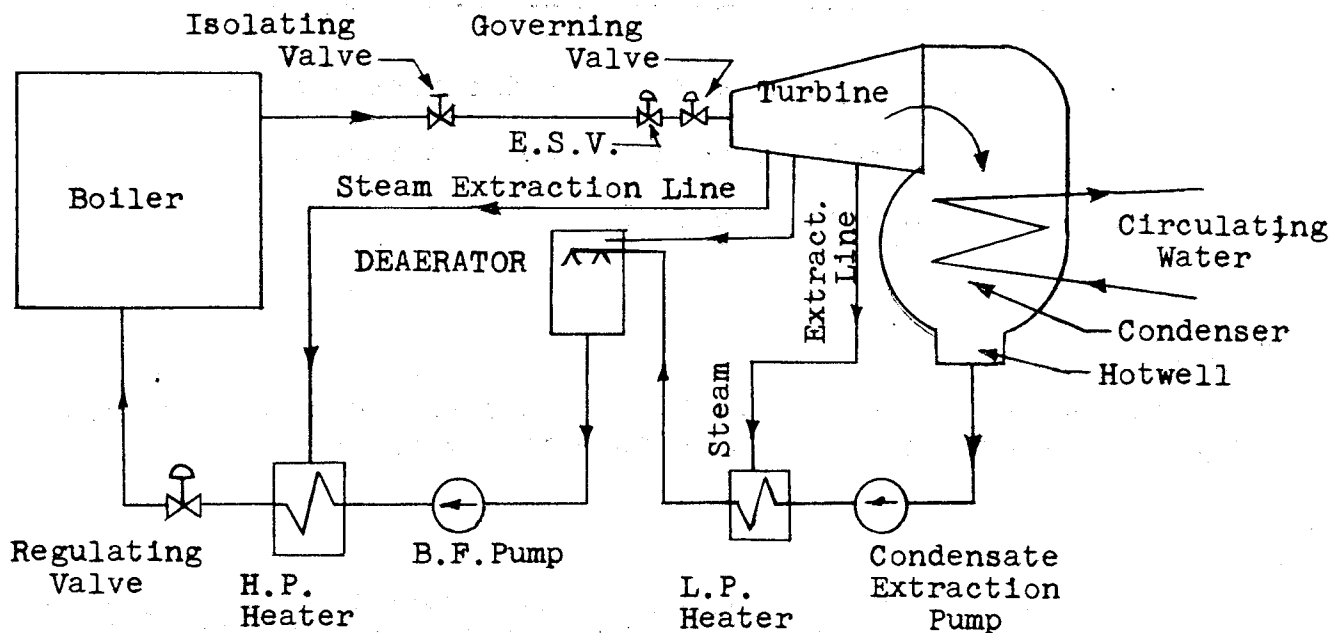 Isolating
Valve
Governing
Valve
Turbine
E.S.V.
Boiler
Steam Extraction Line
DEAERATOR
Extract.
Line
Steam
Circulating
Water
Condenser
Hotwell
Regulating
Valve
H.P.
Heater
B.F.Pump
L.P.
Heater
Condensate
Extraction
Pump